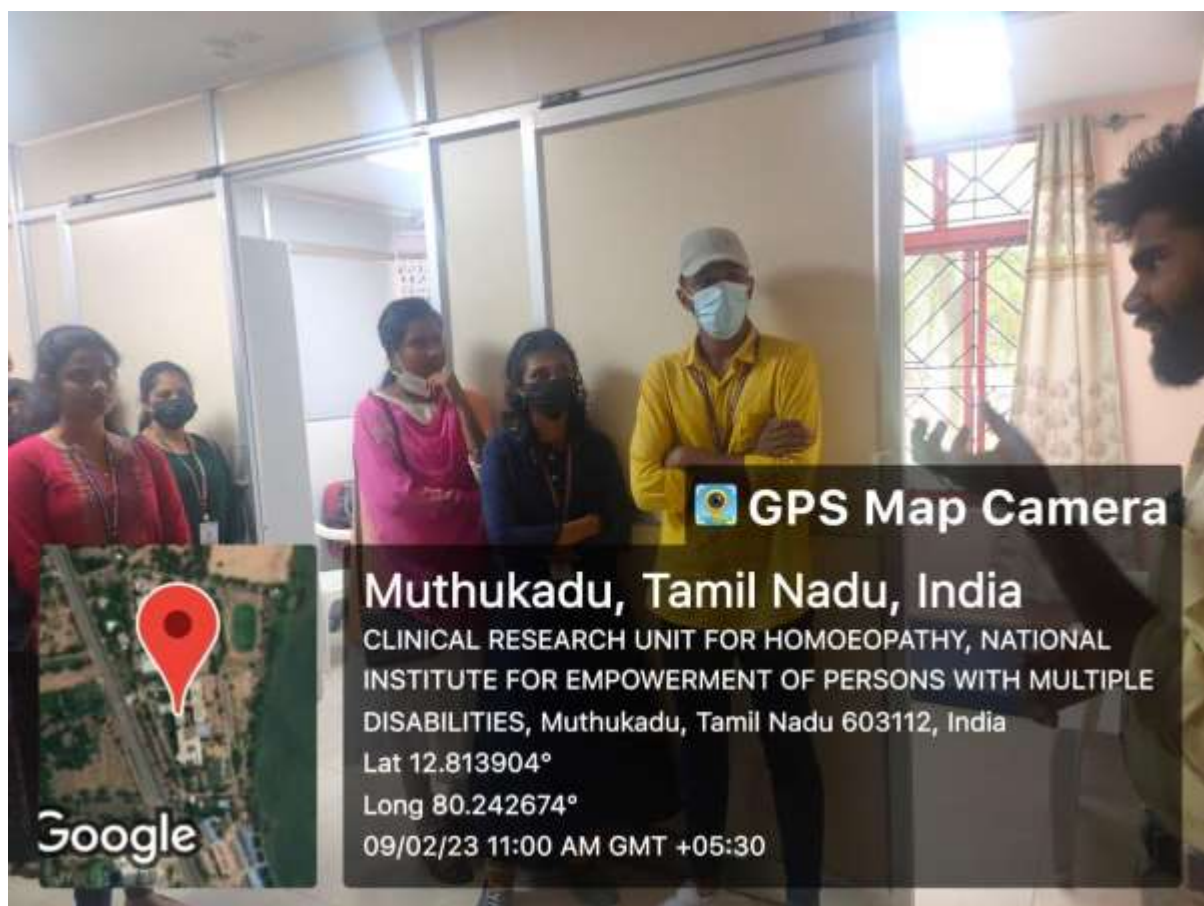 GPS Map Camera
Muthukadu, Tamil Nadu, India
CLINICAL RESEARCH UNIT FOR HOMOEOPATHY, NATIONAL
INSTITUTE FOR EMPOWERMENT OF PERSONS WITH MULTIPLE
DISABILITIES, Muthukadu, Tamil Nadu 603112, India
Lat 12.813904°
Long 80.242674°
09/02/23 11:00 AM GMT +05:30
Google